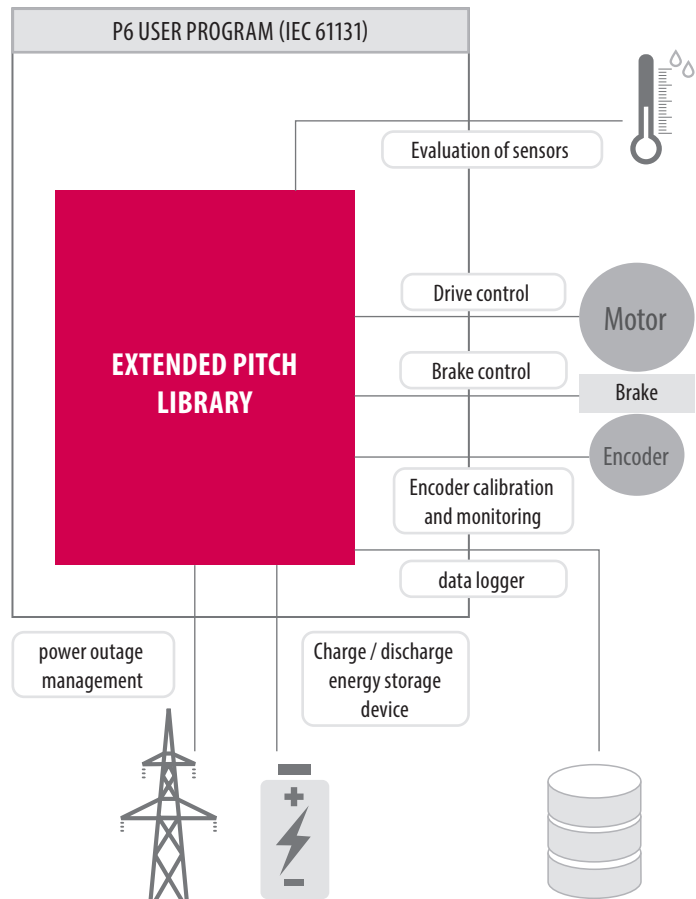 P6 USER PROGRAM (IEC 61131)
Evaluation of sensors
Drive control
Motor
EXTENDED PITCH
LIBRARY
Brake control
Brake
Encoder
Encoder calibration
and monitoring
data logger
power outage
management
Charge / discharge
energy storage
device